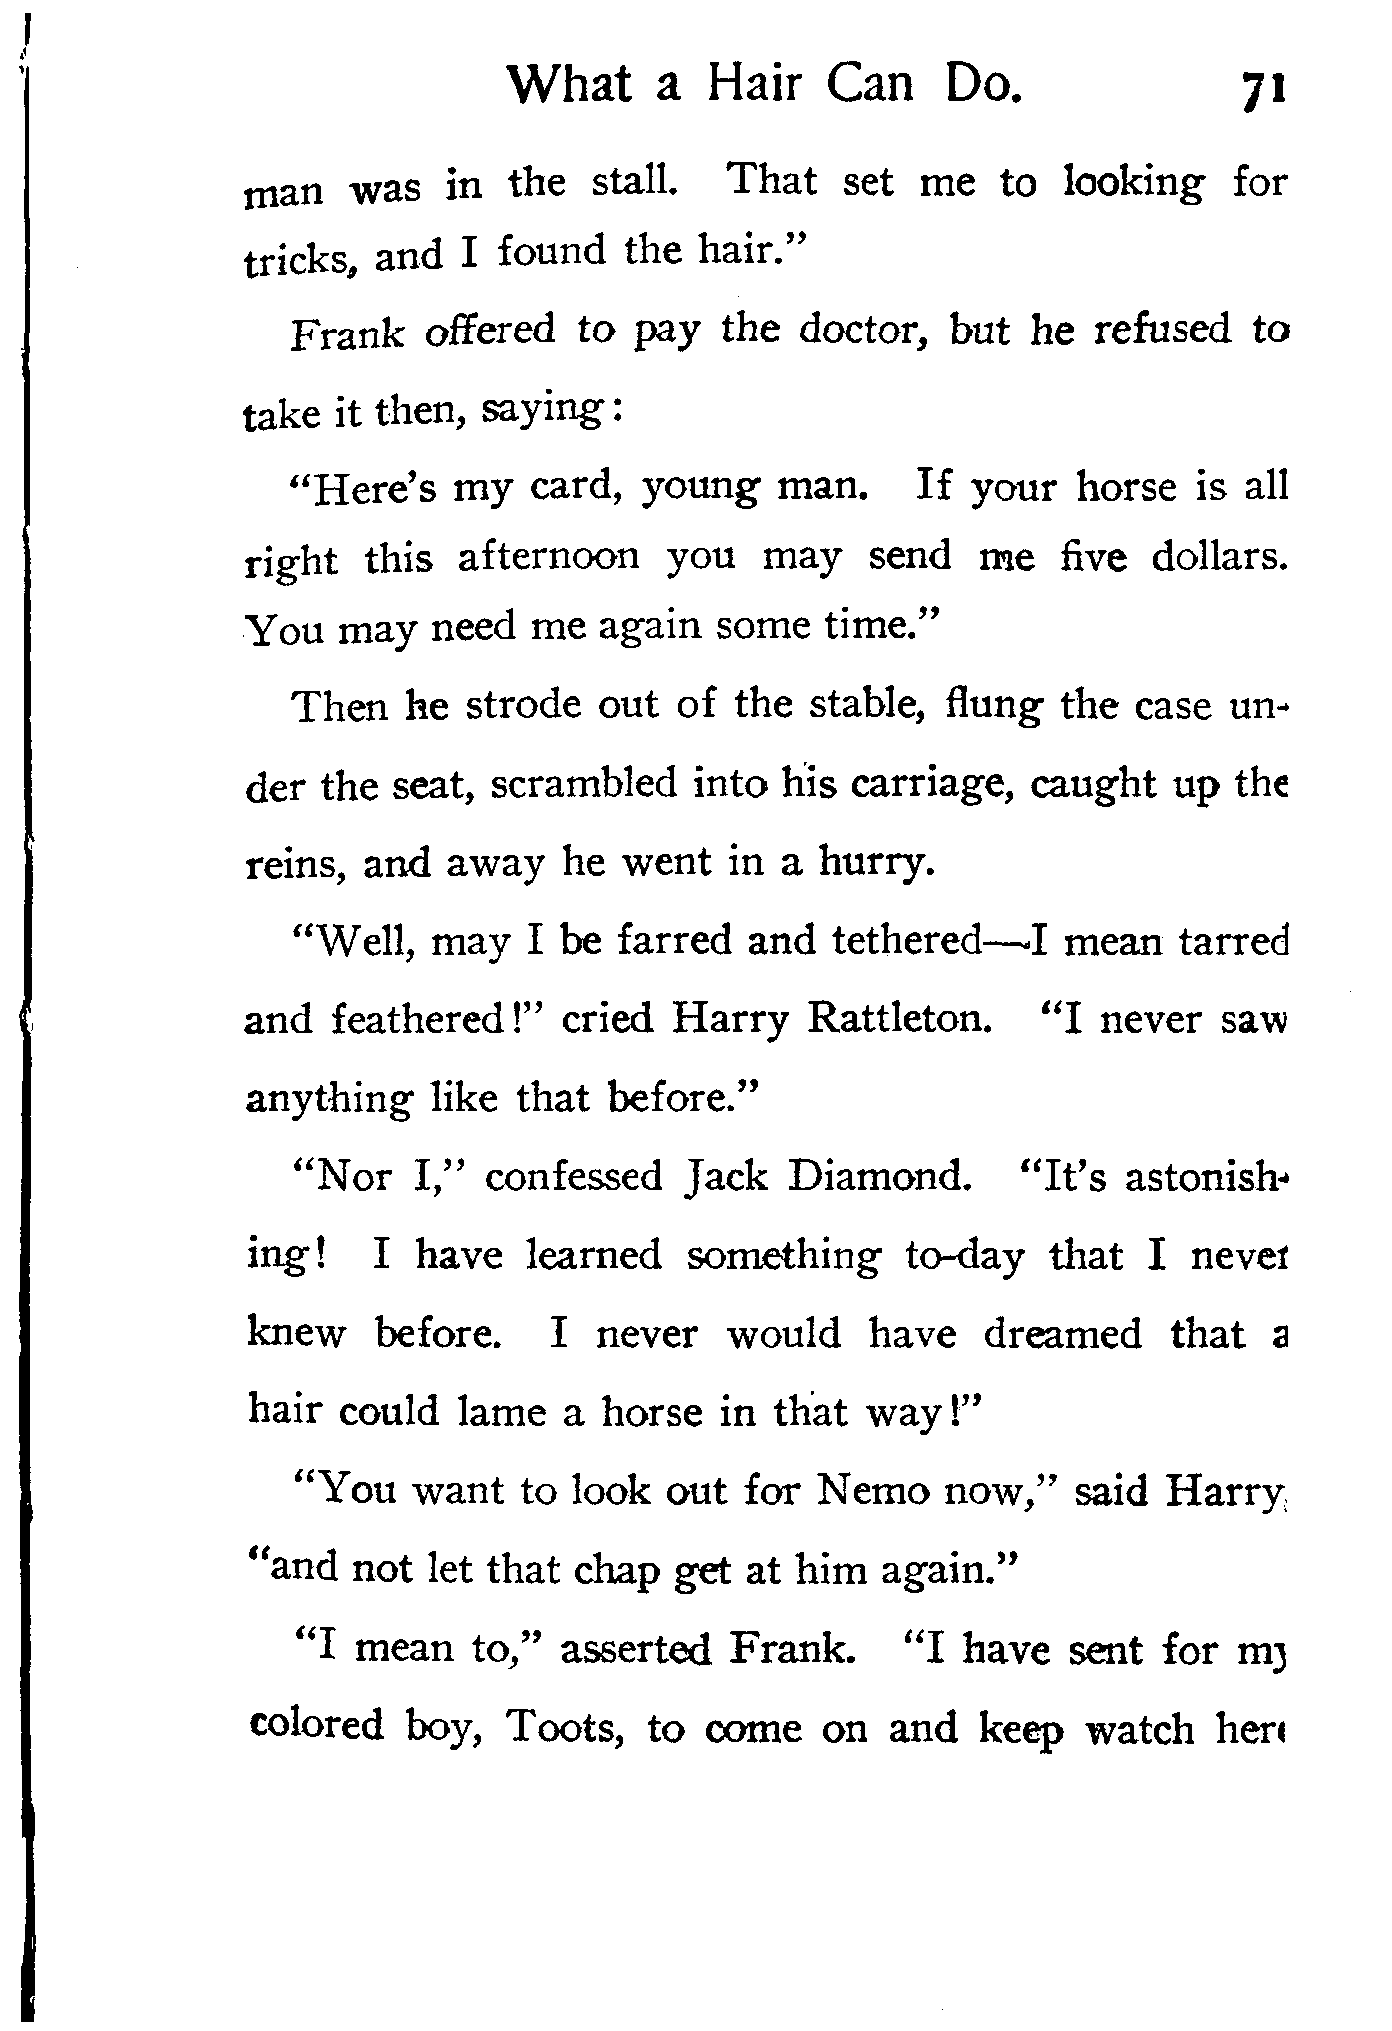 What a Hair Can Do. 71
man was in the stall. That set me to looking for
tricks, and I found the hair."
Frank offered to pay the doctor, but he refused to
take it then, saying:
"Here's my card, young man. If your horse is all
right this afternoon you may send me five dollars.
You may need me again some time."
Then he strode out of the stable, flung the case un-
der the seat, scrambled into his carriage, caught up the
reins, and away he went in a hurry.
"Well, may I be farred and tethered—I mean tarred
and feathered!" cried Harry Rattleton. "I never saw
anything like that before."
"Nor I," confessed Jack Diamond. "It's astonish-
ing! I have learned something to-day that I never
knew before. I never would have dreamed that a
hair could lame a horse in that way!"
"You want to look out for Nemo now," said Harry,
"and not let that chap get at him again."
"I mean to," asserted Frank. "I have sent for my
colored boy, Toots, to come on and keep watch here